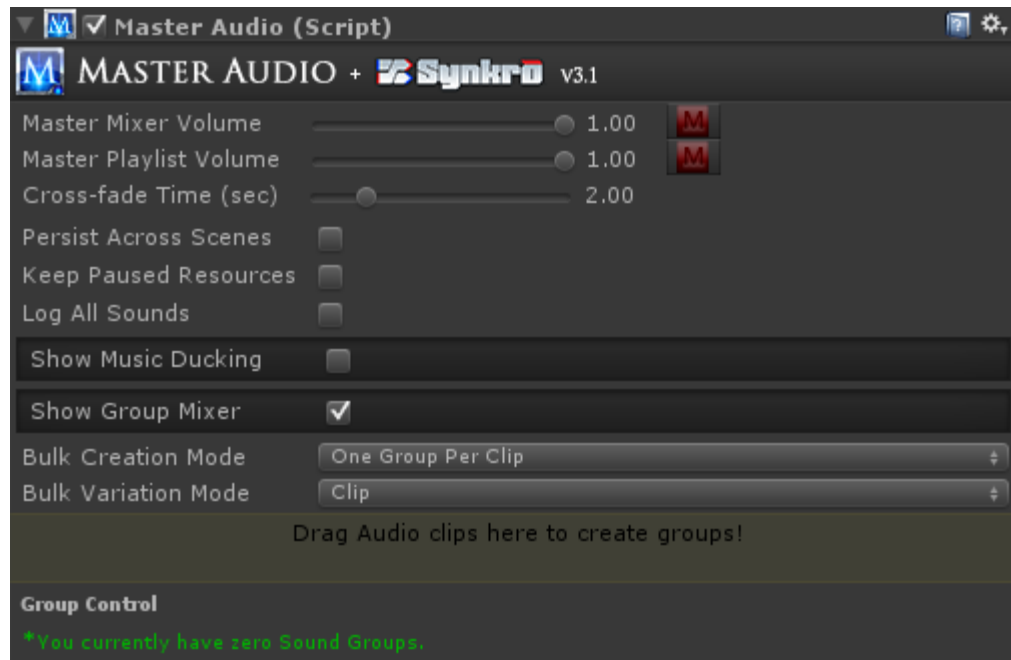 Master Audio (Script)
M MASTER AUDIO + Synkro v3.1
Master Mixer Volume 1.00 M
Master Playlist Volume 1.00 M
Cross-fade Time (sec) 2.00
Persist Across Scenes
Keep Paused Resources
Log All Sounds
Show Music Ducking
Show Group Mixer
Bulk Creation Mode One Group Per Clip
Bulk Variation Mode Clip
Drag Audio clips here to create groups!
Group Control
*You currently have zero Sound Groups.